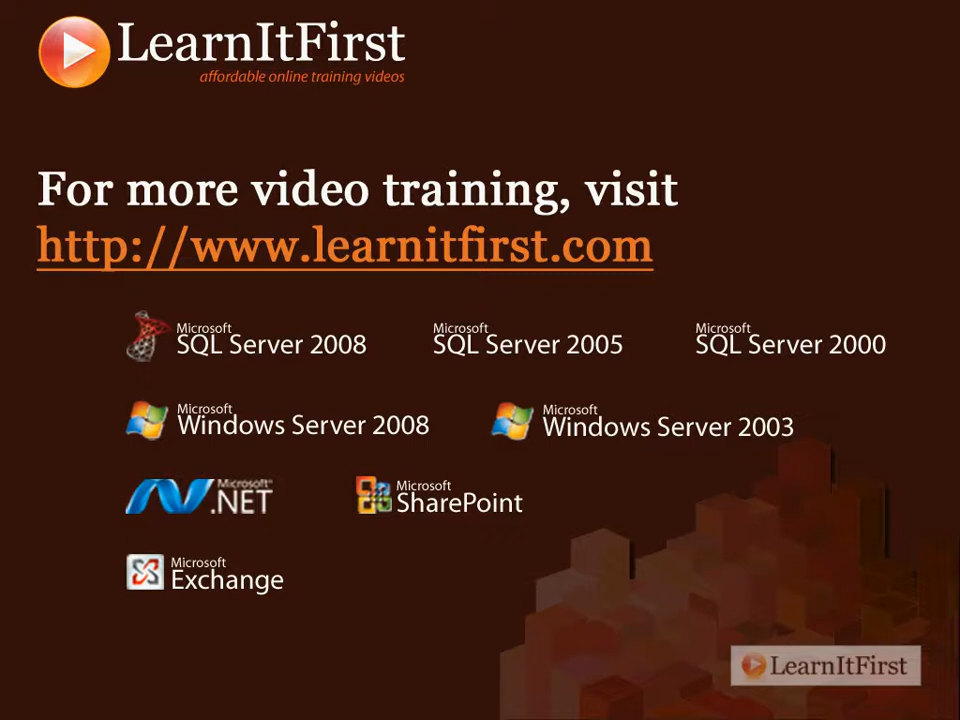 LearnItFirst
affordable online training videos
For more video training, visit
http://www.learnitfirst.com
Microsoft
SQL Server 2008
Microsoft
SQL Server 2005
Microsoft
SQL Server 2000
Microsoft
Windows Server 2008
Microsoft
Windows Server 2003
Microsoft
.NET
Microsoft
SharePoint
Microsoft
Exchange
LearnItFirst